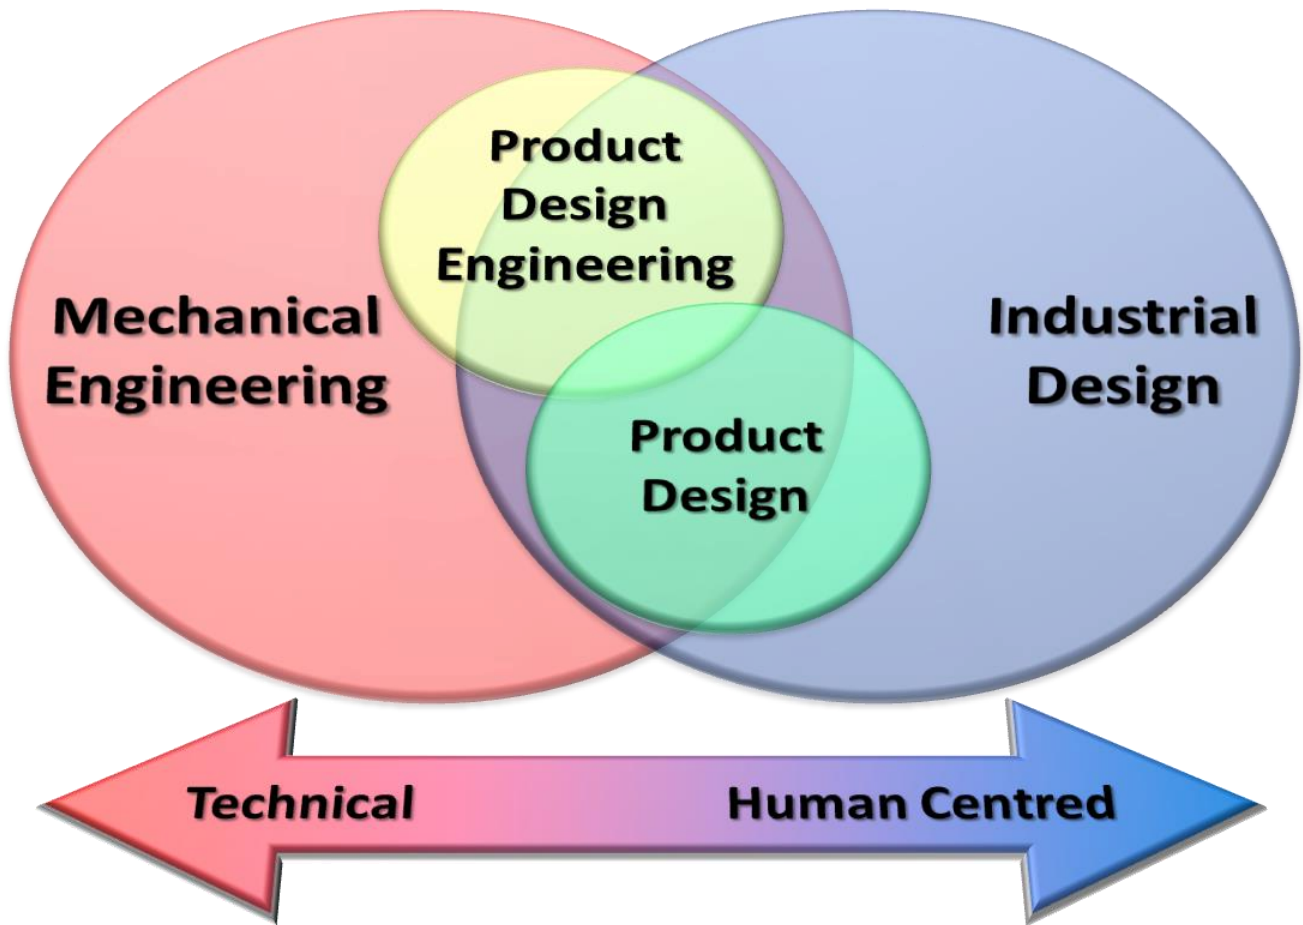 Product
Design
Engineering
Mechanical
Engineering
Industrial
Design
Product
Design
Technical
Human Centred